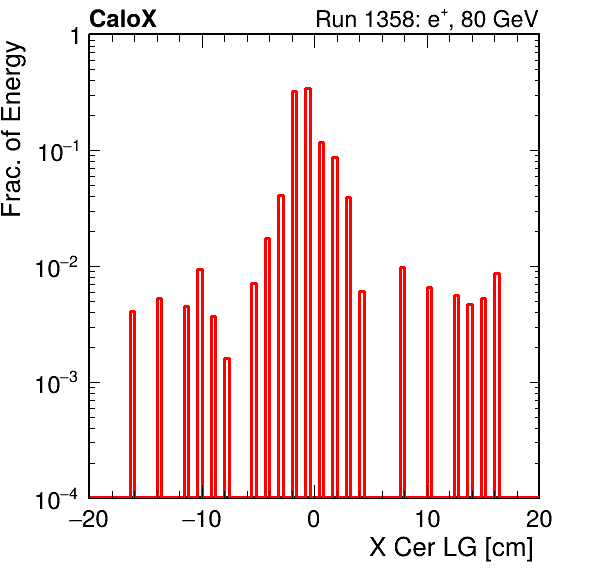 CaloX Run 1358: e⁺, 80 GeV
Frac. of Energy
1
10⁻¹
10⁻²
10⁻³
10⁻⁴
−20 −10 0 10 20
X Cer LG [cm]